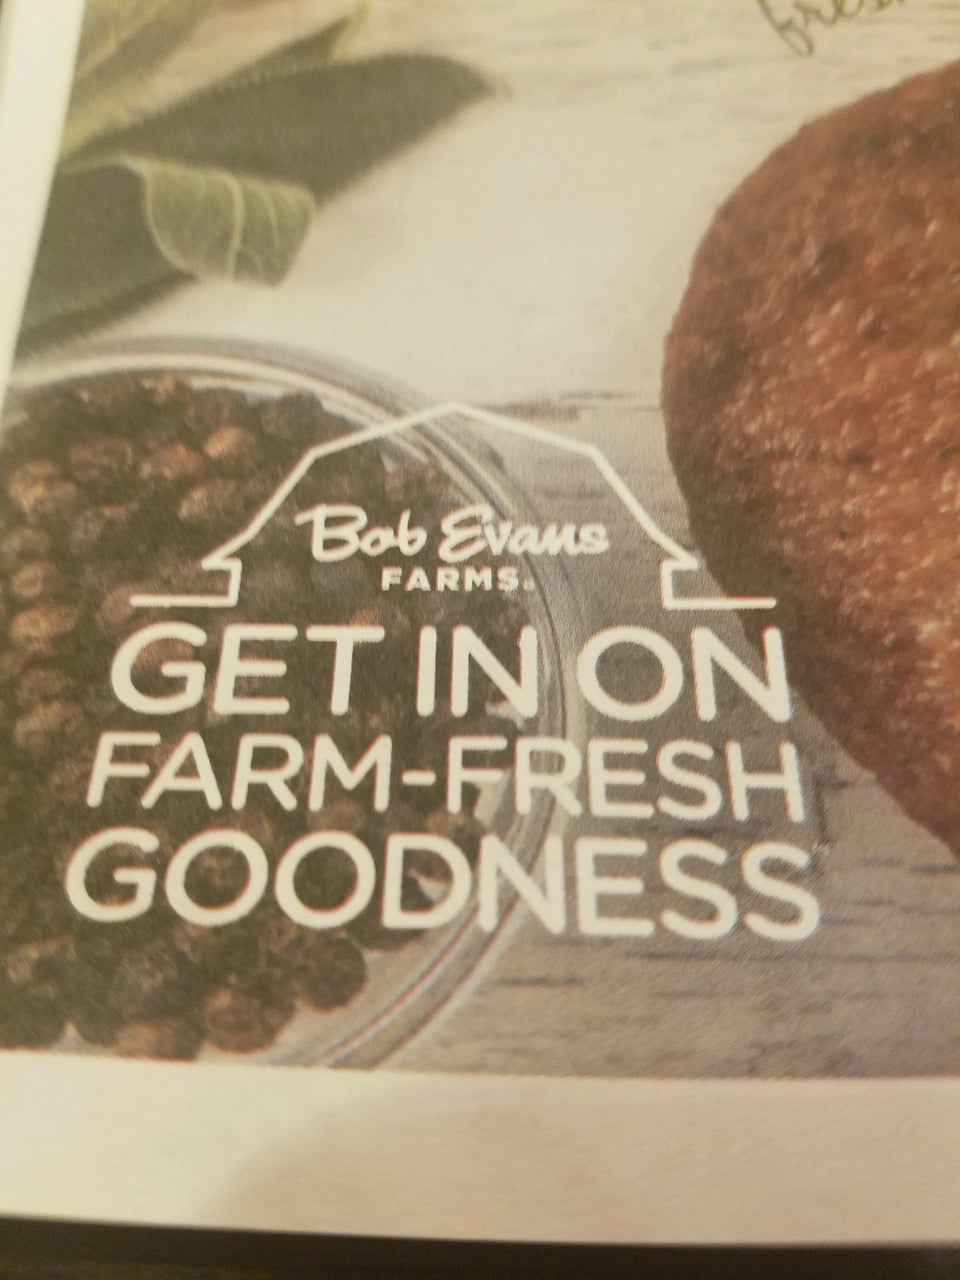 Bob Evans
FARMS
GET IN ON
FARM-FRESH
GOODNESS